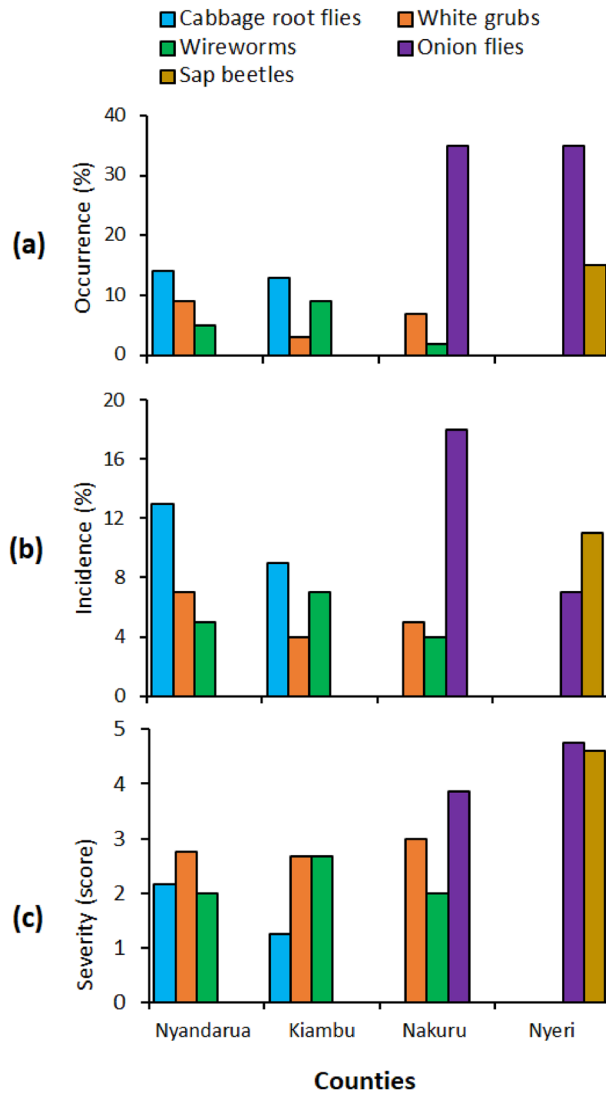 Cabbage root flies
White grubs
Wireworms
Onion flies
Sap beetles
(a)
Occurrence (%)
40
30
20
10
0
(b)
Incidence (%)
20
16
12
8
4
0
(c)
Severity (score)
5
4
3
2
1
0
Nyandarua
Kiambu
Nakuru
Nyeri
Counties